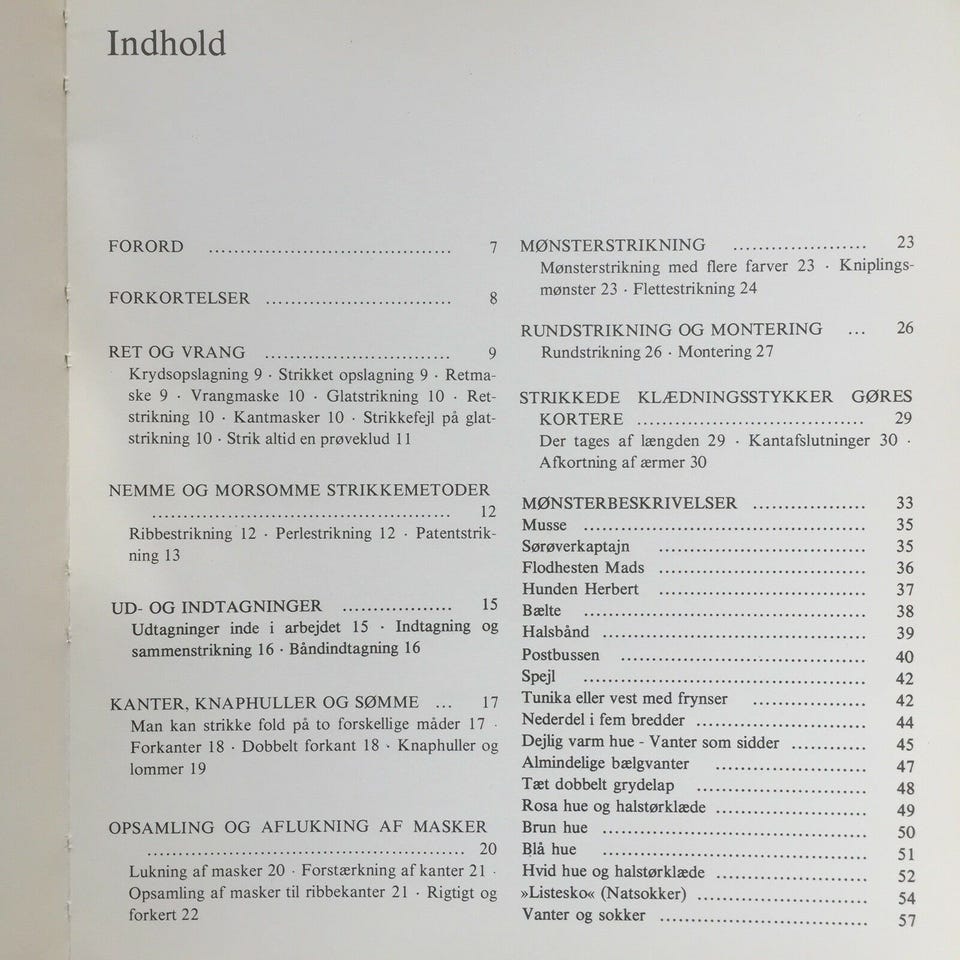 Indhold
FORORD ........................................ 7
FORKORTELSER .............................. 8
RET OG VRANG .............................. 9
Krydsopslagning 9 · Strikket opslagning 9 · Retma-
ske 9 · Vrangmaske 10 · Glatstrikning 10 · Ret-
strikning 10 · Kantmasker 10 · Strikkefejl på glat-
strikning 10 · Strik altid en prøveklud 11
NEMME OG MORSOMME STRIKKEMETODER
................................................ 12
Ribbestrikning 12 · Perlestrikning 12 · Patentstrik-
ning 13
UD- OG INDTAGNINGER .................. 15
Udtagninger inde i arbejdet 15 · Indtagning og
sammenstrikning 16 · Båndindtagning 16
KANTER, KNAPHULLER OG SØMME ... 17
Man kan strikke fold på to forskellige måder 17 ·
Forkanter 18 · Dobbelt forkant 18 · Knaphuller og
lommer 19
OPSAMLING OG AFLUKNING AF MASKER
.................................................... 20
Lukning af masker 20 · Forstærkning af kanter 21 ·
Opsamling af masker til ribbekanter 21 · Rigtigt og
forkert 22
MØNSTERSTRIKNING ...................... 23
Mønsterstrikning med flere farver 23 · Kniplings-
mønster 23 · Flettestrikning 24
RUNDSTRIKNING OG MONTERING ... 26
Rundstrikning 26 · Montering 27
STRIKKEDE KLÆDNINGSSTYKKER GØRES
KORTERE ..................................... 29
Der tages af længden 29 · Kantafslutninger 30 ·
Afkortning af ærmer 30
MØNSTERBESKRIVELSER .................. 33
Musse .............................................. 35
Sørøverkaptajn .................................. 35
Flodhesten Mads .................................. 36
Hunden Herbert .................................. 37
Bælte .............................................. 38
Halsbånd .......................................... 39
Postbussen ........................................ 40
Spejl .............................................. 42
Tunika eller vest med frynser .................. 42
Nederdel i fem bredder ............................ 44
Dejlig varm hue - Vanter som sidder ............ 45
Almindelige bælgvanter ......................... 47
Tæt dobbelt grydelap ............................ 48
Rosa hue og halstørklæde ......................... 49
Brun hue ........................................... 50
Blå hue ........................................... 51
Hvid hue og halstørklæde ......................... 52
»Listesko« (Natsokker) ............................ 54
Vanter og sokker .................................. 57